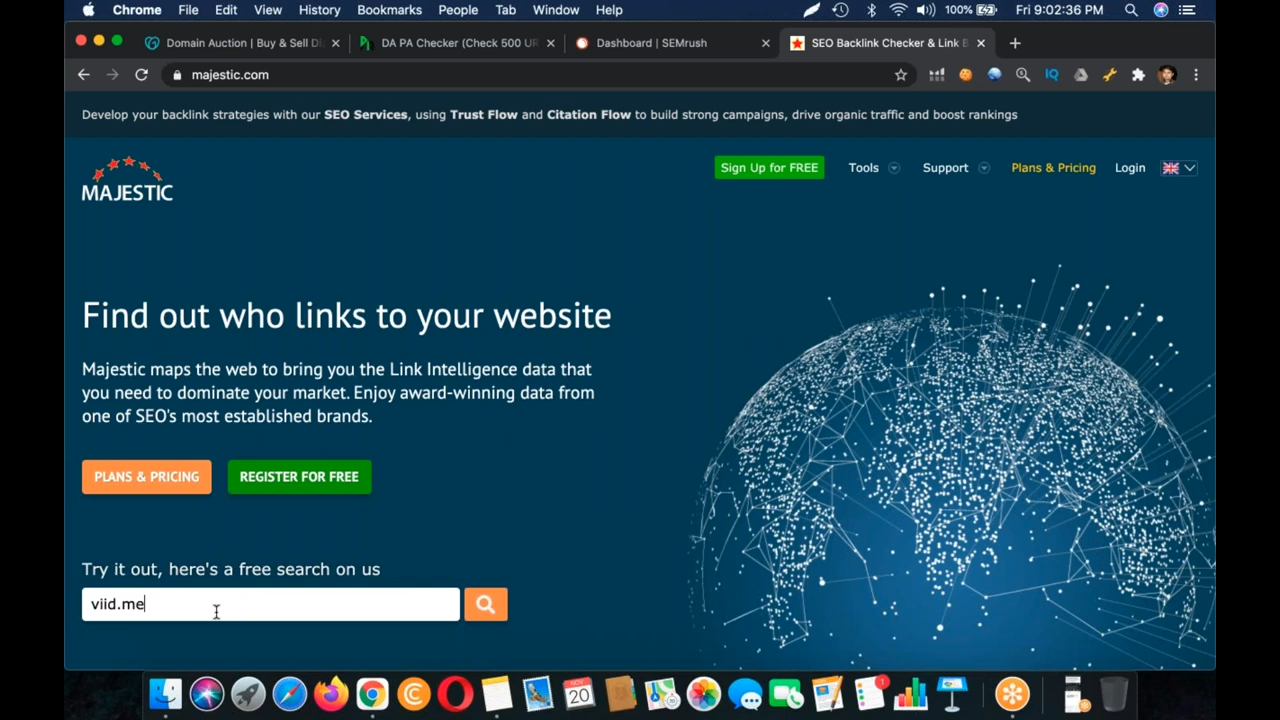 Chrome File Edit View History Bookmarks People Tab Window Help 100% Fri 9:02:36 PM
Domain Auction | Buy & Sell Di DA PA Checker (Check 500 UR Dashboard | SEMrush SEO Backlink Checker & Link B
majestic.com IQ
Develop your backlink strategies with our SEO Services, using Trust Flow and Citation Flow to build strong campaigns, drive organic traffic and boost rankings
MAJESTIC
Sign Up for FREE Tools Support Plans & Pricing Login
Find out who links to your website
Majestic maps the web to bring you the Link Intelligence data that
you need to dominate your market. Enjoy award-winning data from
one of SEO's most established brands.
PLANS & PRICING REGISTER FOR FREE
Try it out, here's a free search on us
viid.me
NOV
20
1